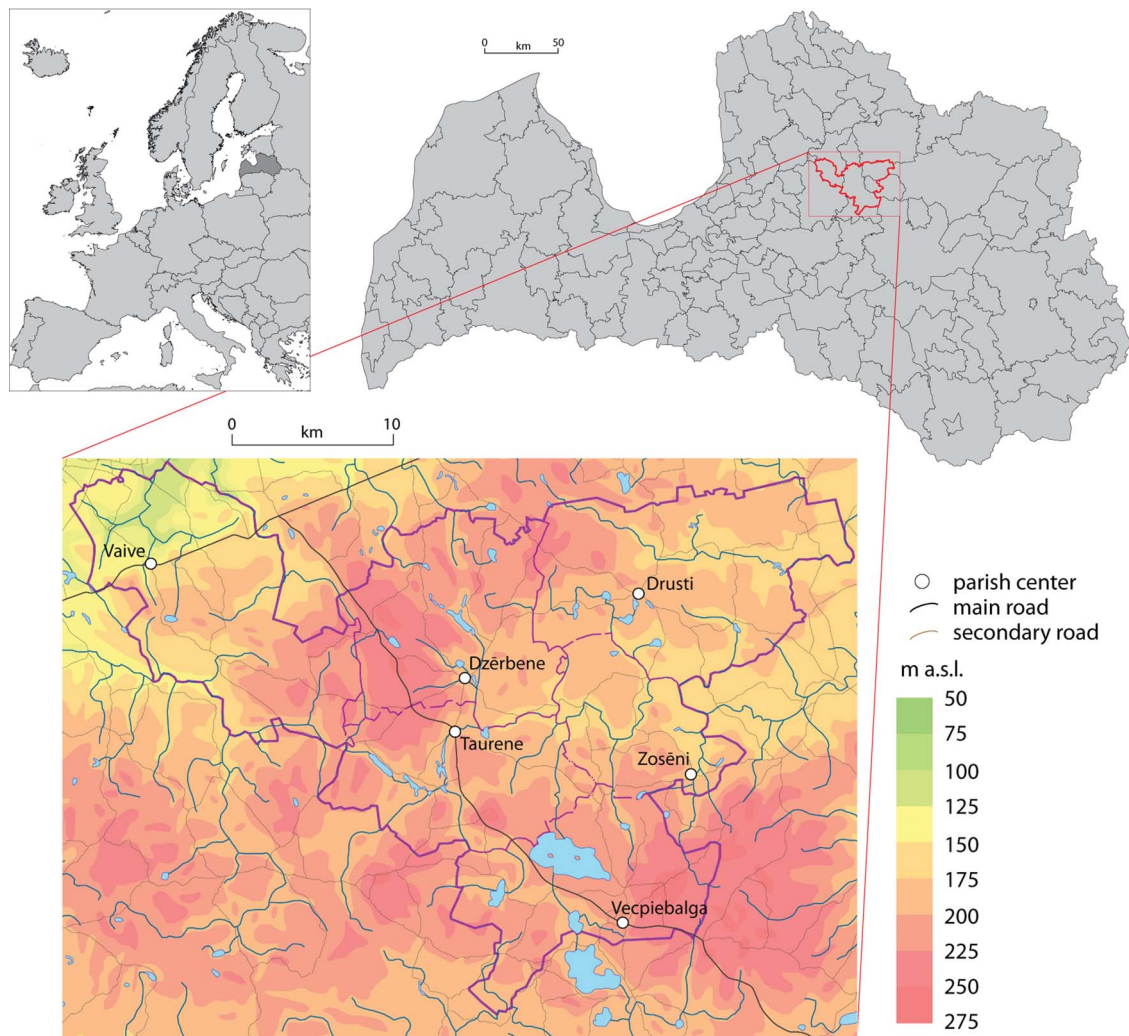 0 km 50
0 km 10
Vaive
Drusti
Dzērbene
Taurene
Zosēni
Vecpiebalga
parish center
main road
secondary road
m a.s.l.
50
75
100
125
150
175
200
225
250
275